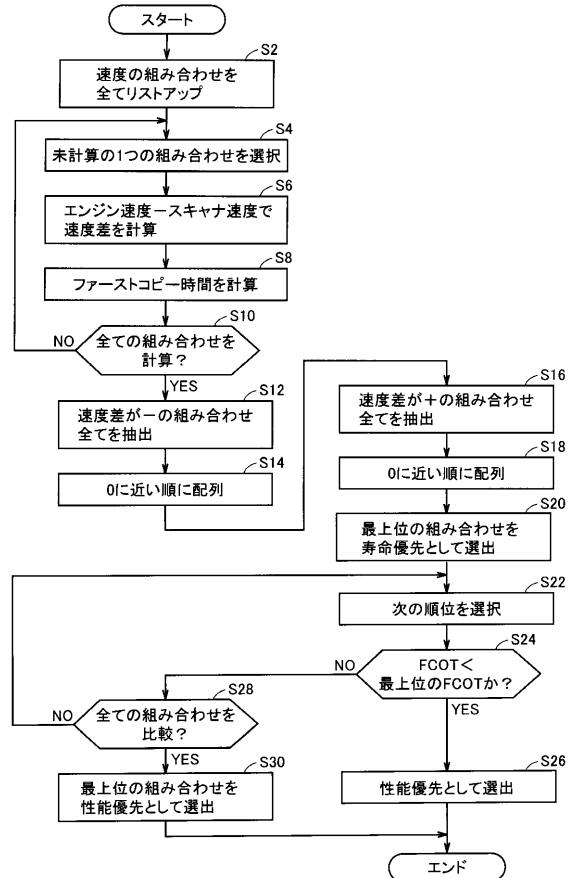 スタート
S2
速度の組み合わせを
全てリストアップ
S4
未計算の1つの組み合わせを選択
S6
エンジン速度ースキャナ速度で
速度差を計算
S8
ファーストコピー時間を計算
S10
NO
全ての組み合わせを
計算？
YES
S12
速度差が－の組み合わせ
全てを抽出
S14
0に近い順に配列
S16
速度差が＋の組み合わせ
全てを抽出
S18
0に近い順に配列
S20
最上位の組み合わせを
寿命優先として選出
S22
次の順位を選択
S24
NO
FCOT＜
最上位のFCOTか？
YES
S28
NO
全ての組み合わせを
比較？
YES
S30
最上位の組み合わせを
性能優先として選出
S26
性能優先として選出
エンド